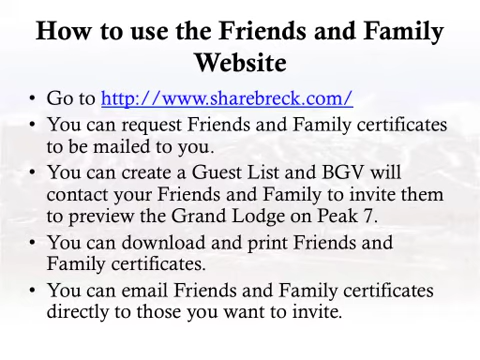 How to use the Friends and Family
Website
• Go to http://www.sharebreck.com/
• You can request Friends and Family certificates
to be mailed to you.
• You can create a Guest List and BGV will
contact your Friends and Family to invite them
to preview the Grand Lodge on Peak 7.
• You can download and print Friends and
Family certificates.
• You can email Friends and Family certificates
directly to those you want to invite.